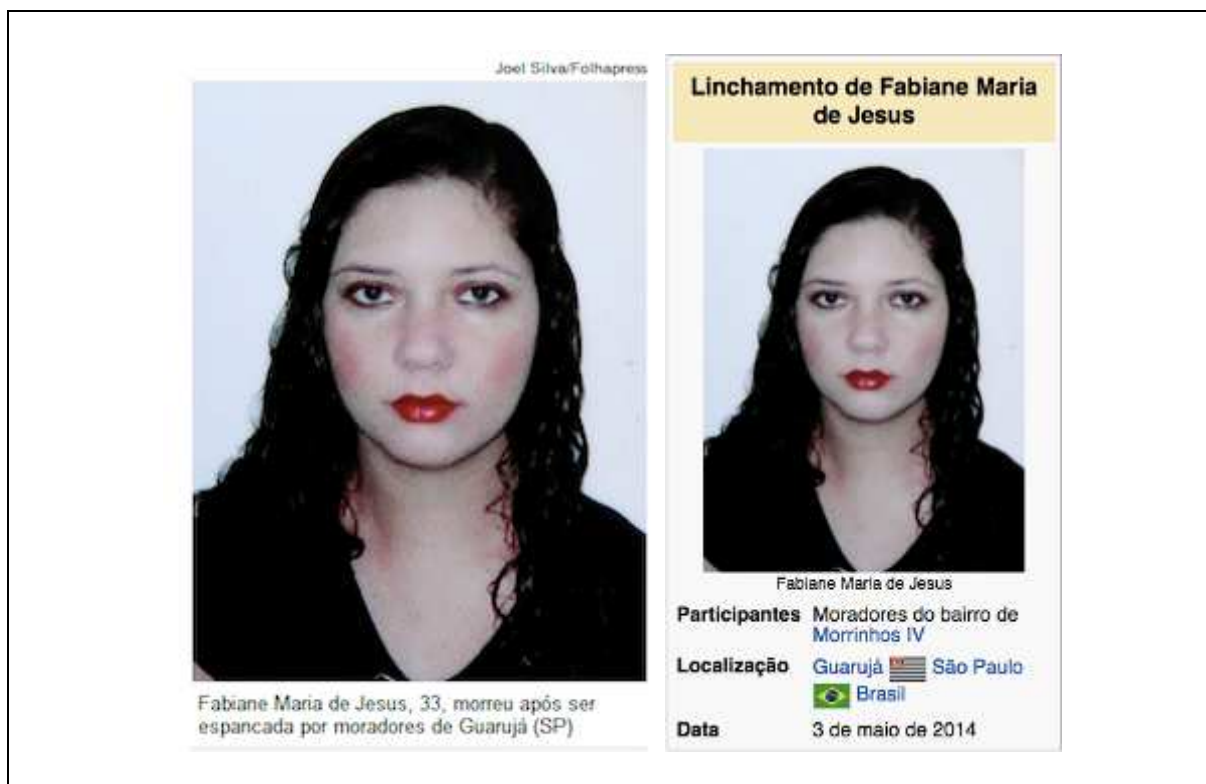 Joel Silva/Folhapress
Fabiane Maria de Jesus, 33, morreu após ser
espancada por moradores de Guarujá (SP)
Linchamento de Fabiane Maria
de Jesus
Fabiane Maria de Jesus
Participantes Moradores do bairro de
Morrinhos IV
Localização Guarujá São Paulo
Brasil
Data 3 de maio de 2014